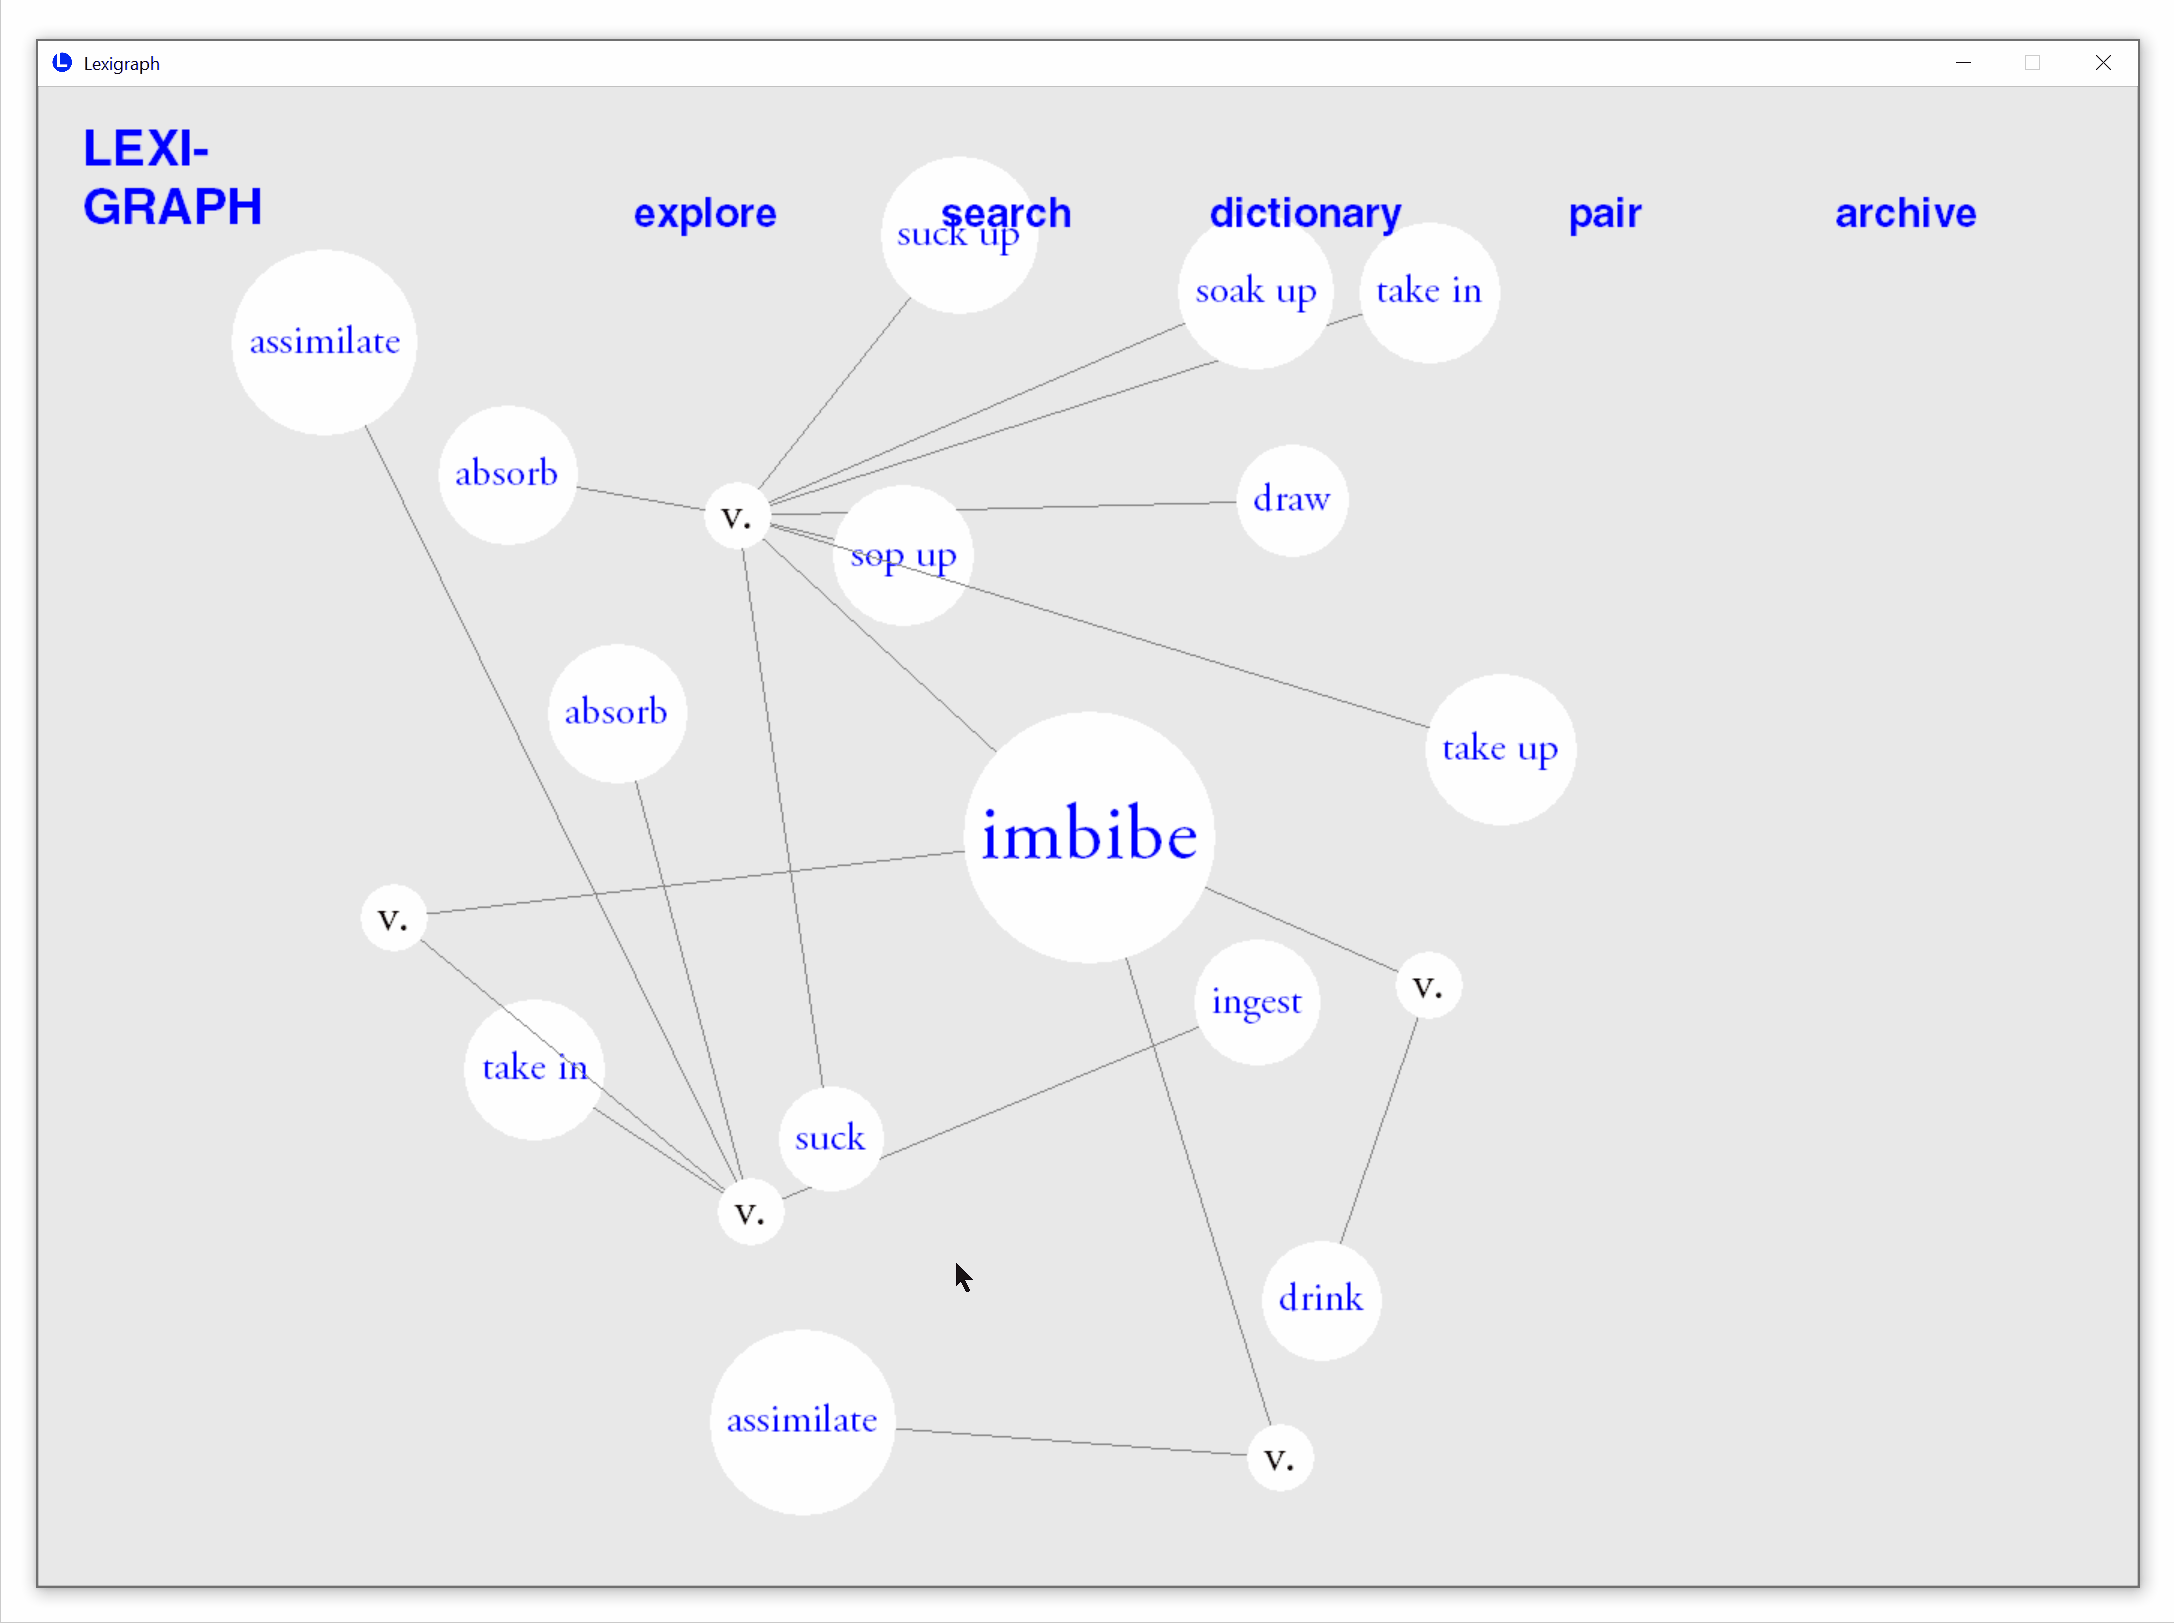 Lexigraph
LEXI-
GRAPH
explore
search
dictionary
pair
archive
suck up
soak up
take in
assimilate
absorb
v.
draw
sop up
absorb
take up
imbibe
v.
v.
ingest
take in
suck
v.
drink
assimilate
v.